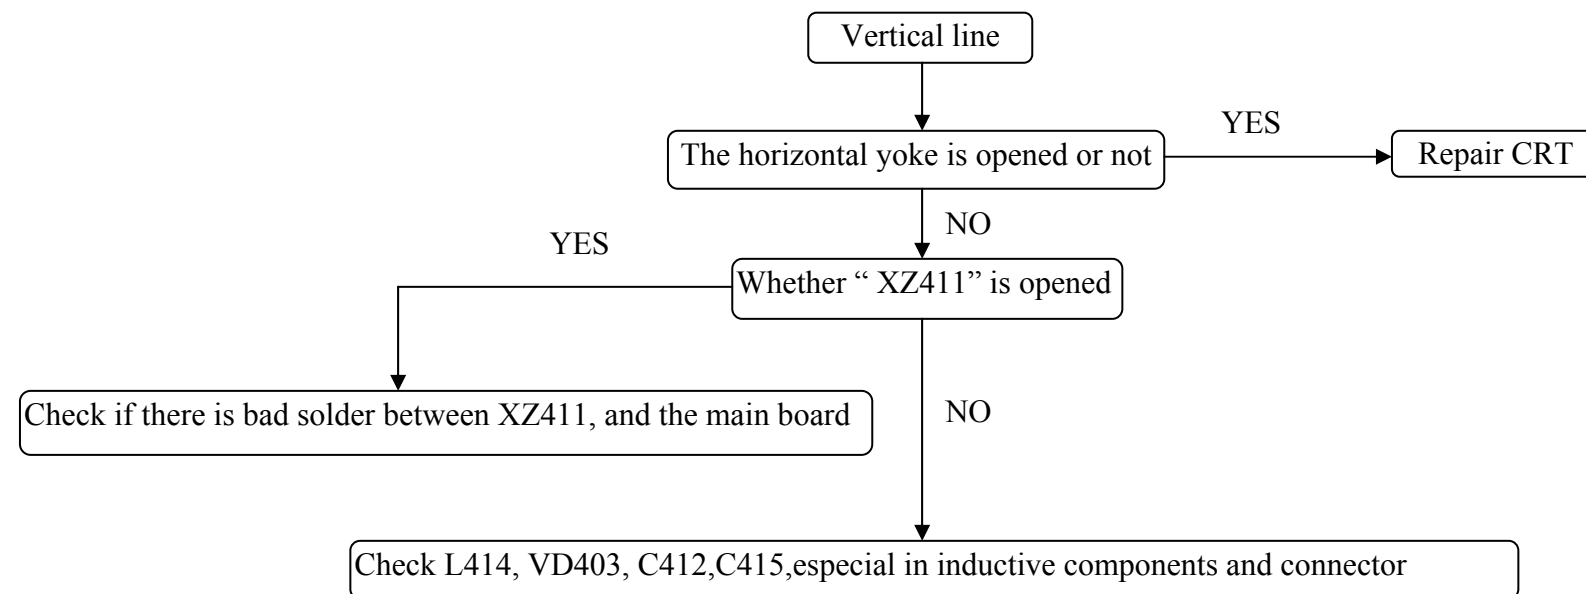 Vertical line
YES
The horizontal yoke is opened or not
Repair CRT
NO
YES
Whether “ XZ411” is opened
Check if there is bad solder between XZ411, and the main board
NO
Check L414, VD403, C412,C415,especial in inductive components and connector